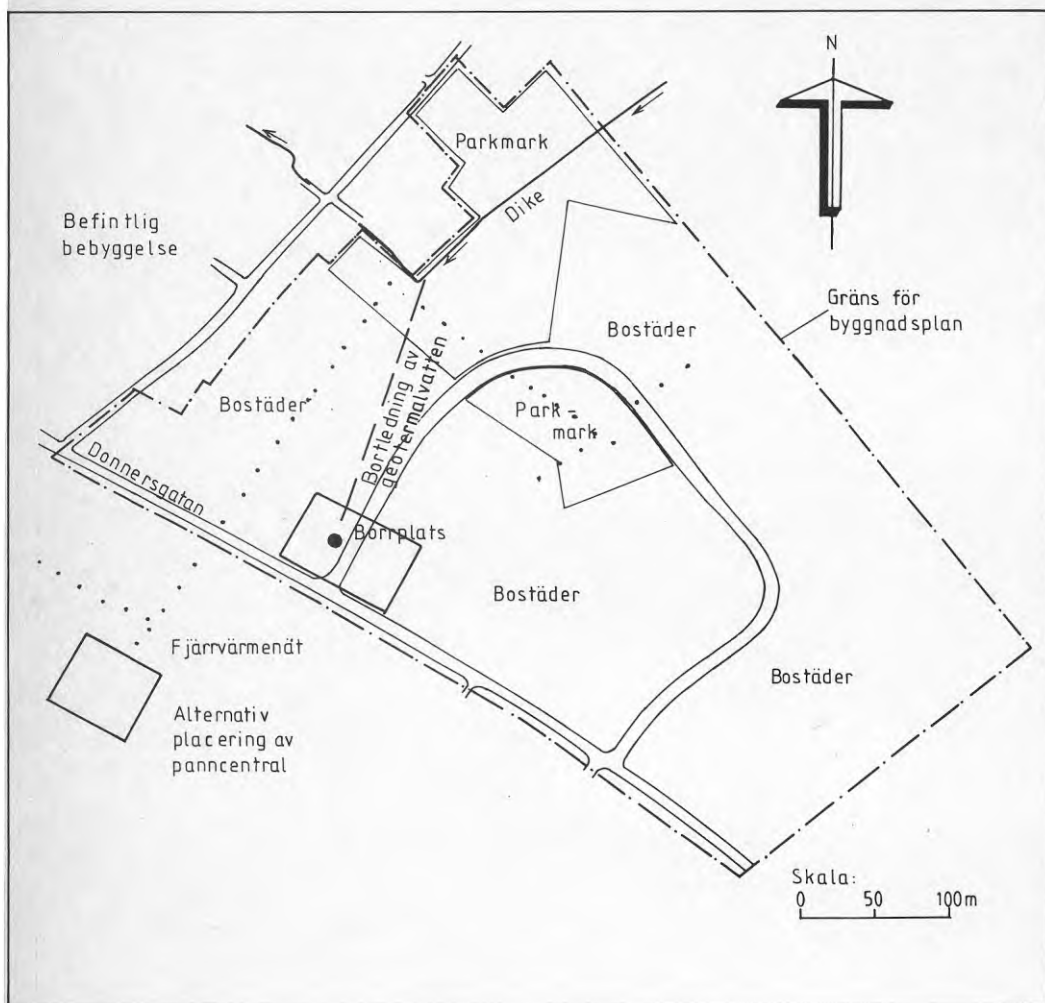 N
Parkmark
Dike
Befintlig
bebyggelse
Gräns för
byggnadsplan
Bostäder
Bortledning av
geotermalvatten
Park-
mark
Bostäder
Donnersgatan
Borrplats
Bostäder
Fjärrvärmenät
Bostäder
Alternativ
placering av
panncentral
Skala:
0 50 100m